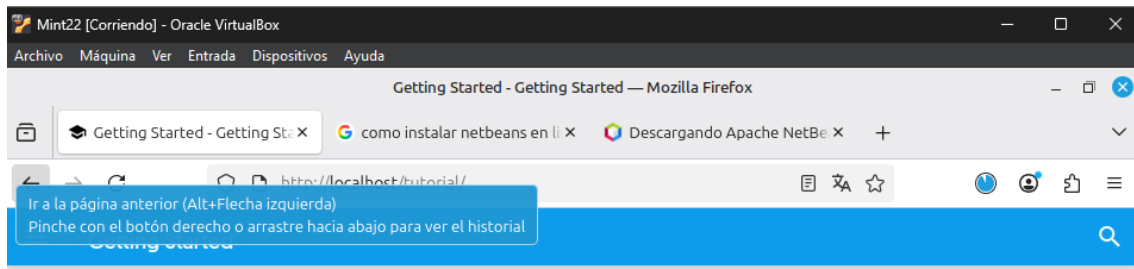 Mint22 [Corriendo] - Oracle VirtualBox
Archivo Máquina Ver Entrada Dispositivos Ayuda
Getting Started - Getting Started — Mozilla Firefox
Getting Started - Getting Sta
como instalar netbeans en li
Descargando Apache NetBe
http://localhost/tutorial/
Ir a la página anterior (Alt+Flecha izquierda)
Pinche con el botón derecho o arrastre hacia abajo para ver el historial
Getting started